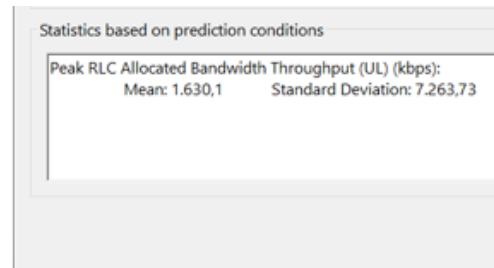 Statistics based on prediction conditions
Peak RLC Allocated Bandwidth Throughput (UL) (kbps):
Mean: 1.630,1 Standard Deviation: 7.263,73